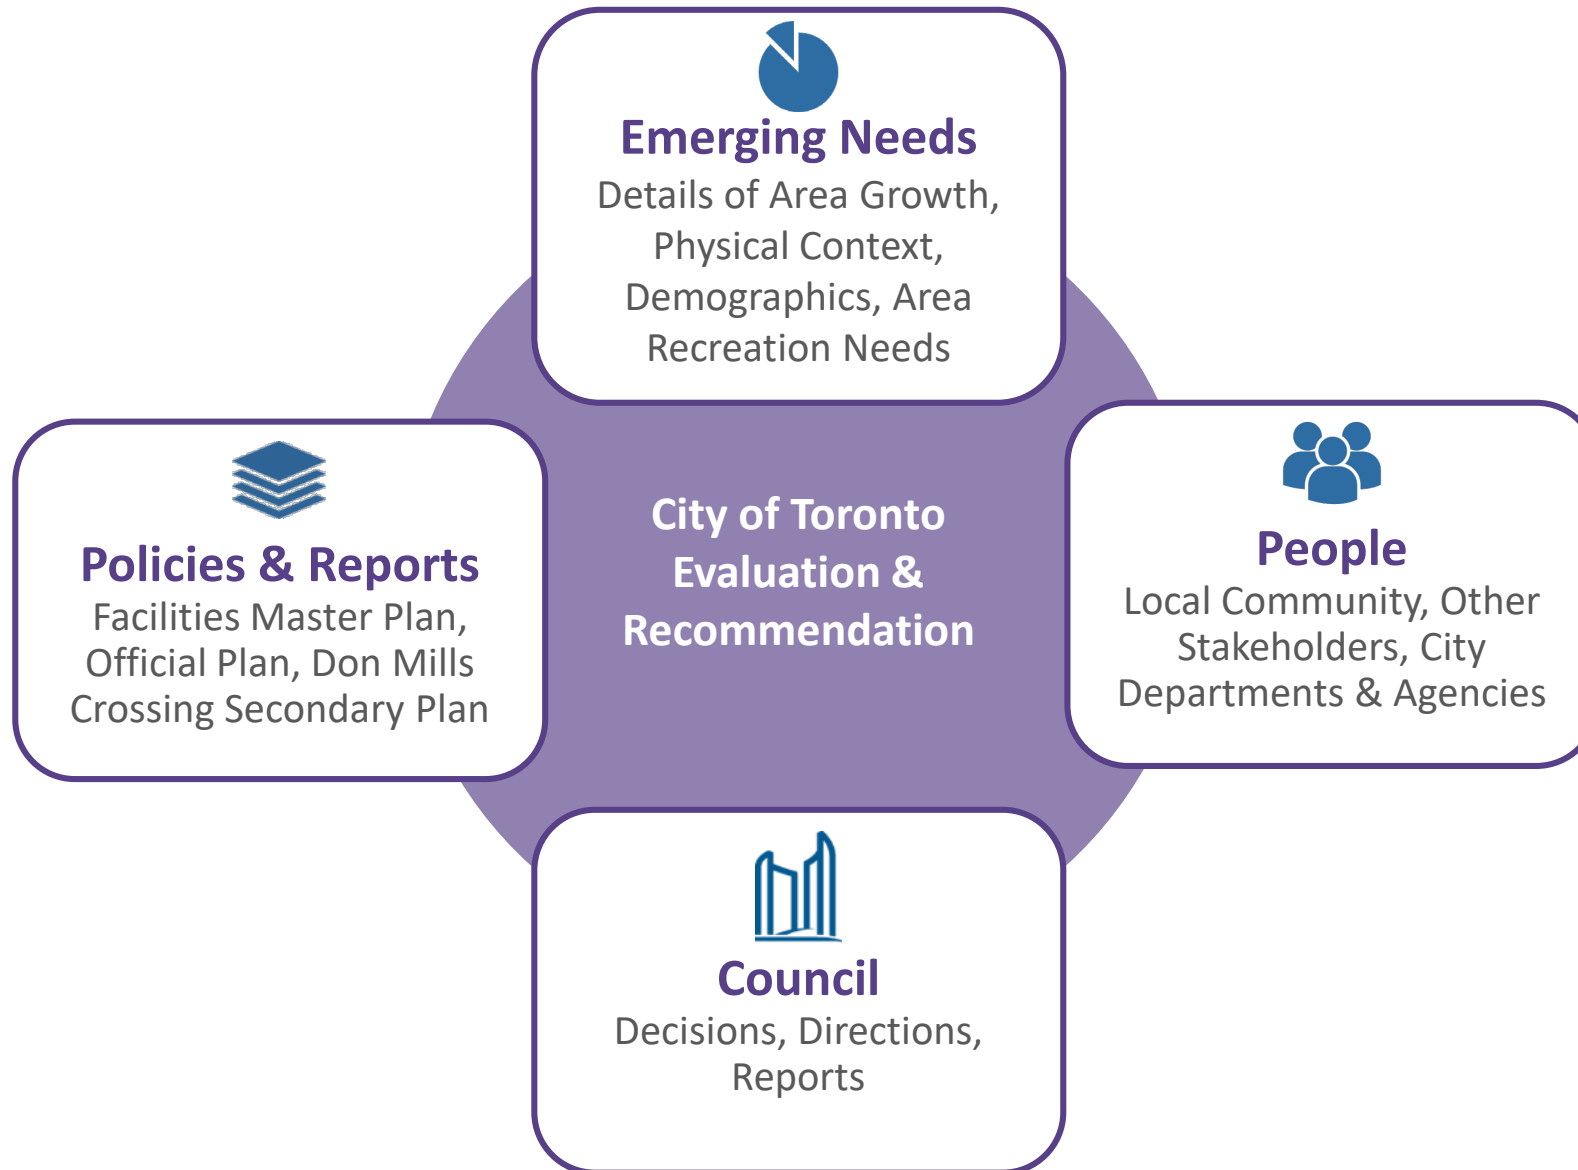 Emerging Needs
Details of Area Growth,
Physical Context,
Demographics, Area
Recreation Needs
Policies & Reports
Facilities Master Plan,
Official Plan, Don Mills
Crossing Secondary Plan
City of Toronto
Evaluation &
Recommendation
People
Local Community, Other
Stakeholders, City
Departments & Agencies
Council
Decisions, Directions,
Reports